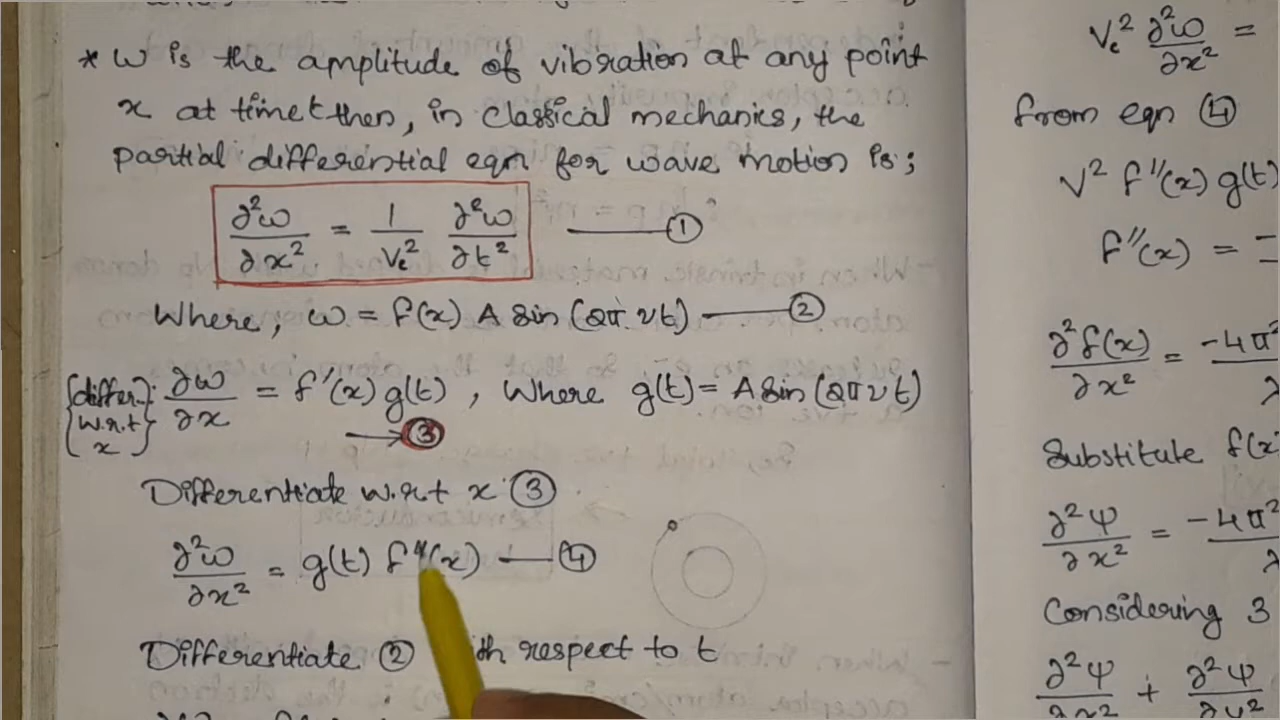 * W is the amplitude of vibration at any point
x at time t then, in classical mechanics, the
partial differential eqn for wave motion is;
∂²ω/∂x² = 1/Vₑ² ∂²ω/∂t² —— ①
Where, ω = f(x) A sin (2π νt) —— ②
{differ. w.r.t x} : ∂ω/∂x = f'(x) g(t), Where g(t) = A sin (2π ν t)
→ ③
Differentiate w.r.t x ③
∂²ω/∂x² = g(t) f"(x) —— ④
Differentiate ② with respect to t
Vₑ² ∂²ω/∂x² =
from eqn ④
V² f"(x) g(t)
f"(x) =
∂²f(x)/∂x² = -4π²
Substitute f(x
∂²Ψ/∂x² = -4π²
Considering 3
∂²Ψ/∂x² + ∂²Ψ/∂y²